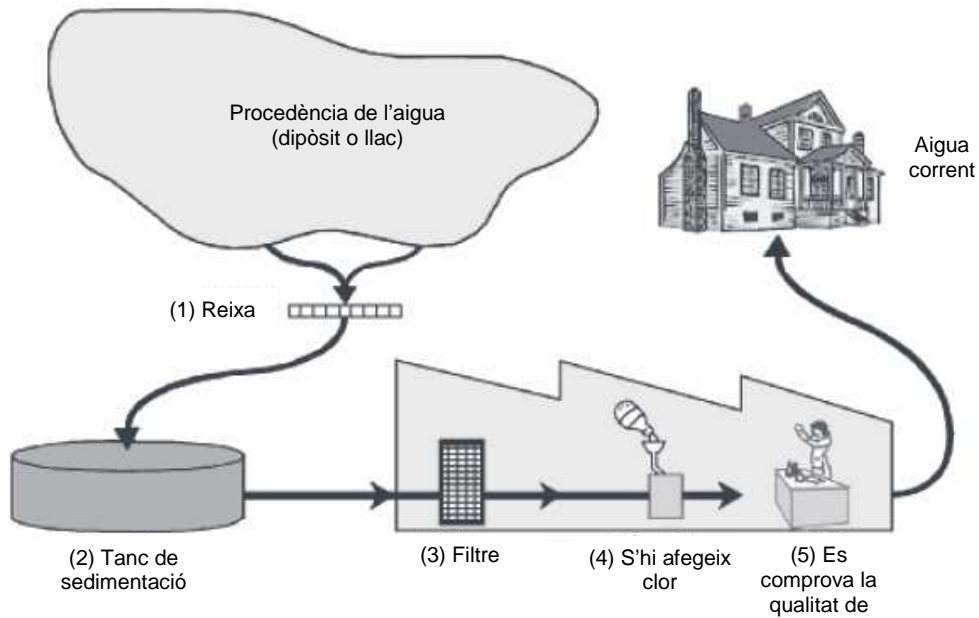 Procedència de l'aigua
(dipòsit o llac)
Aigua
corrent
(1) Reixa
(2) Tanc de
sedimentació
(3) Filtre
(4) S'hi afegeix
clor
(5) Es
comprova la
qualitat de